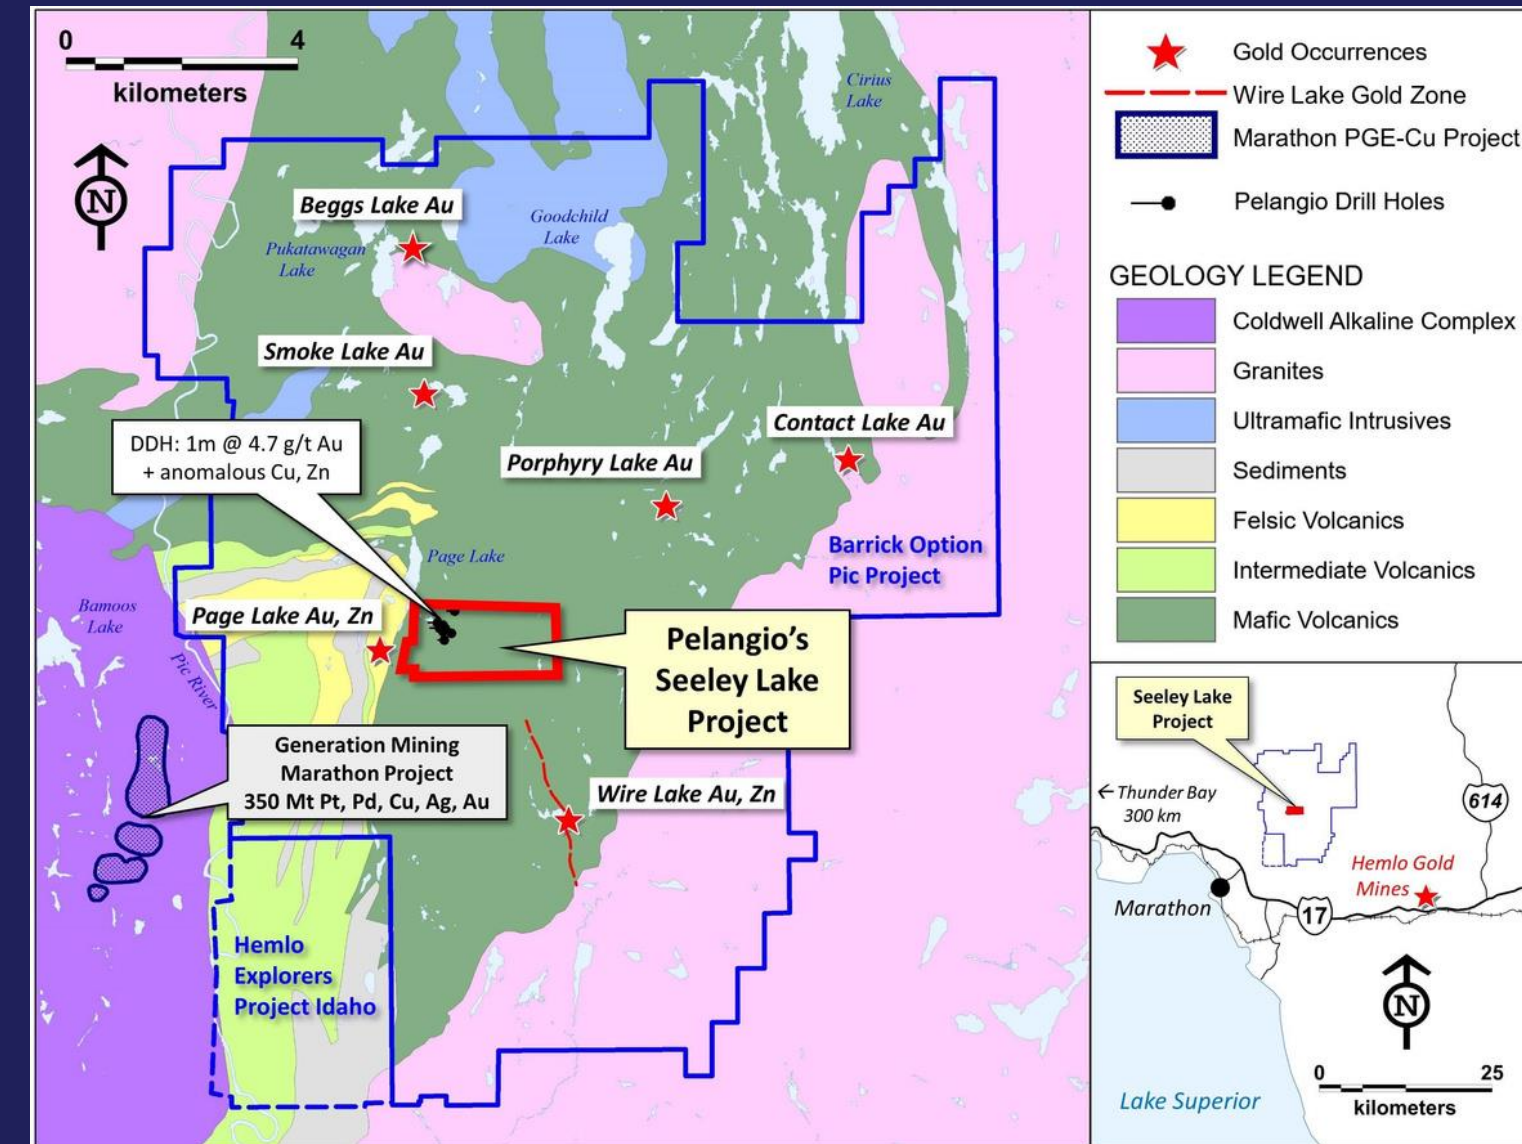 0 4
kilometers
N
Cirius
Lake
Beggs Lake Au
Goodchild
Lake
Pukatawagan
Lake
Smoke Lake Au
Contact Lake Au
DDH: 1m @ 4.7 g/t Au
+ anomalous Cu, Zn
Porphyry Lake Au
Barrick Option
Pic Project
Page Lake
Bamoos
Lake
Page Lake Au, Zn
Pic River
Pelangio's
Seeley Lake
Project
Generation Mining
Marathon Project
350 Mt Pt, Pd, Cu, Ag, Au
Wire Lake Au, Zn
Hemlo
Explorers
Project Idaho
Gold Occurrences
Wire Lake Gold Zone
Marathon PGE-Cu Project
Pelangio Drill Holes
GEOLOGY LEGEND
Coldwell Alkaline Complex
Granites
Ultramafic Intrusives
Sediments
Felsic Volcanics
Intermediate Volcanics
Mafic Volcanics
Seeley Lake
Project
← Thunder Bay
300 km
614
Hemlo Gold
Mines
Marathon
17
N
0 25
kilometers
Lake Superior